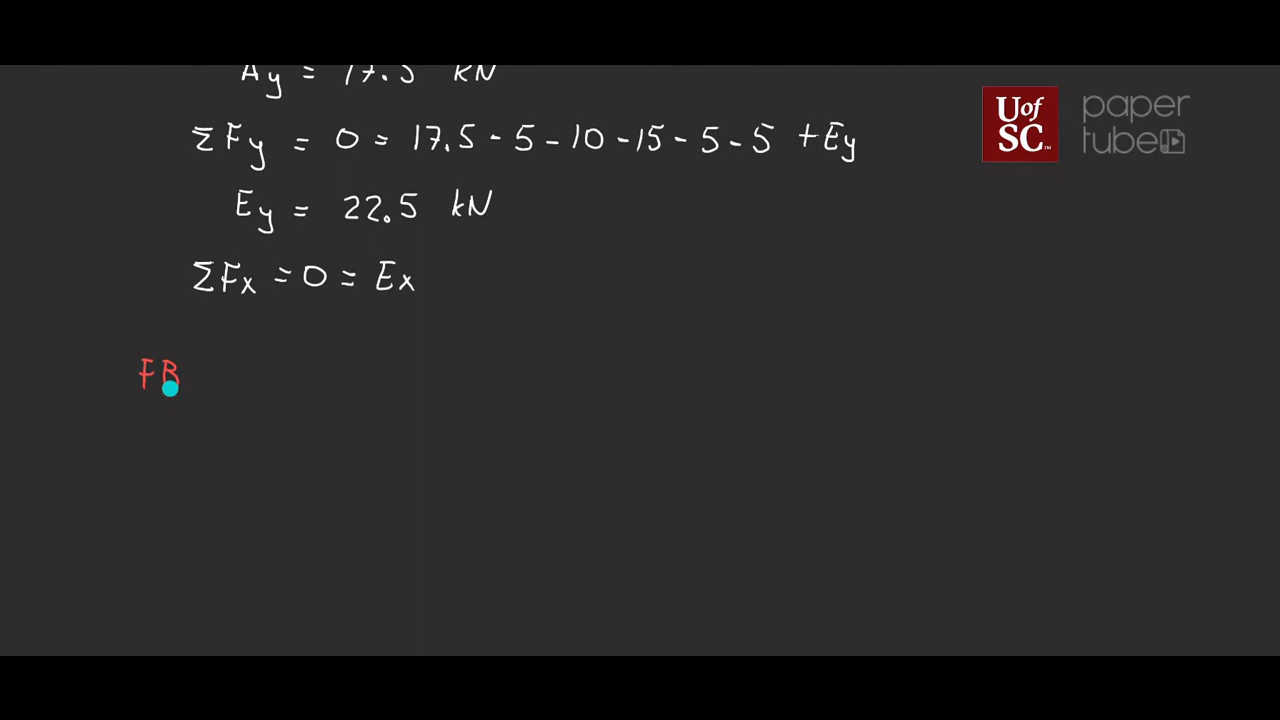 Ay = 17.5 kN
ΣFy = 0 = 17.5 - 5 - 10 - 15 - 5 - 5 + Ey
Ey = 22.5 kN
ΣFx = 0 = Ex
FB
UofSC™
paper
tube